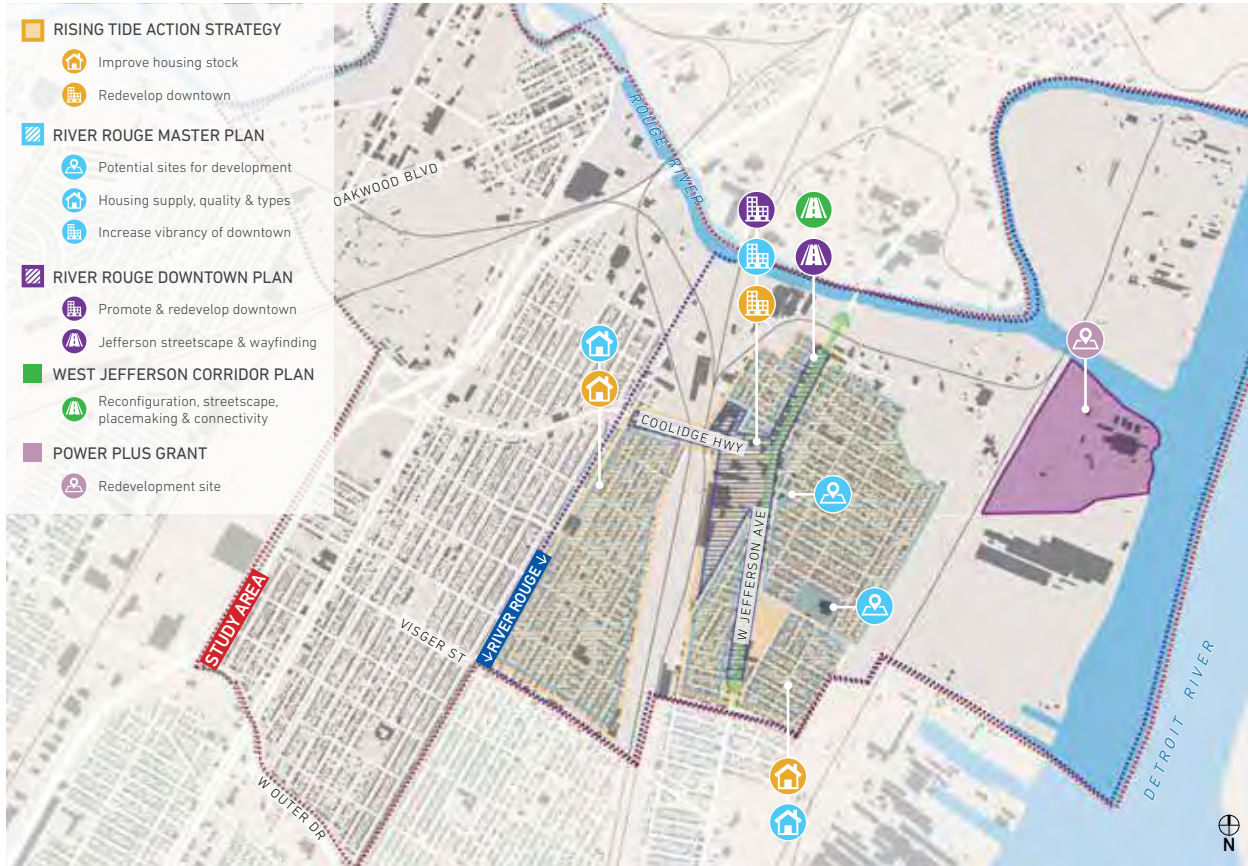 RISING TIDE ACTION STRATEGY
Improve housing stock
Redevelop downtown
RIVER ROUGE MASTER PLAN
Potential sites for development
Housing supply, quality & types
Increase vibrancy of downtown
RIVER ROUGE DOWNTOWN PLAN
Promote & redevelop downtown
Jefferson streetscape & wayfinding
WEST JEFFERSON CORRIDOR PLAN
Reconfiguration, streetscape,
placemaking & connectivity
POWER PLUS GRANT
Redevelopment site
OAKWOOD BLVD
ROUGE RIVER
COOLIDGE HWY
W JEFFERSON AVE
RIVER ROUGE
STUDY AREA
VISGER ST
W OUTER DR
DETROIT RIVER
N